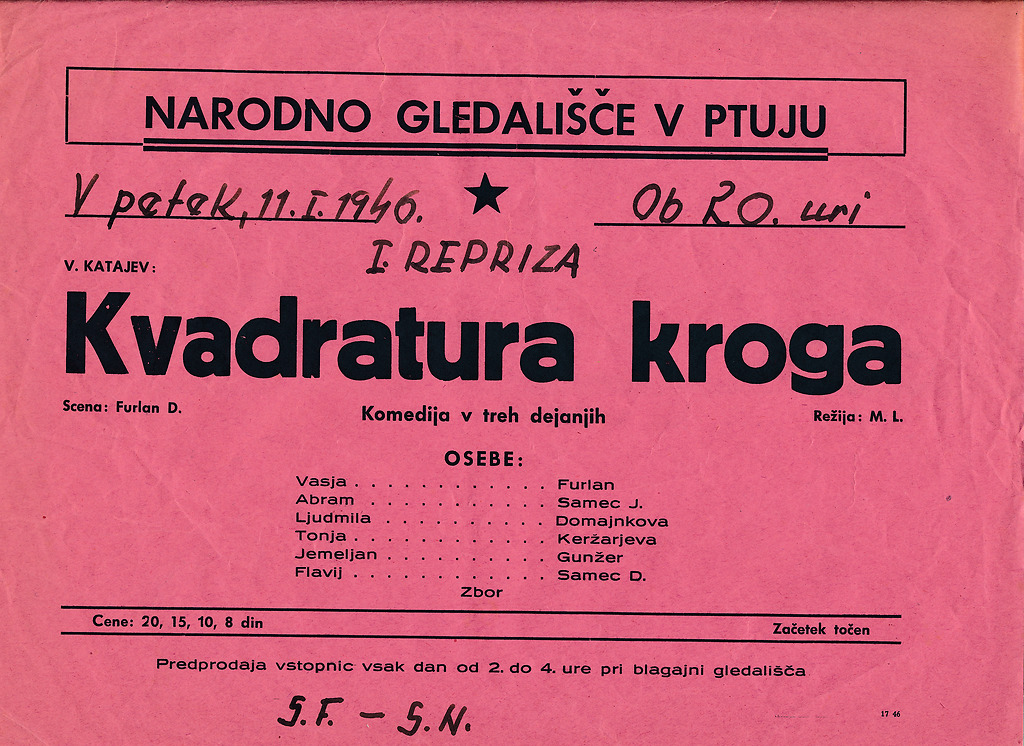 NARODNO GLEDALIŠČE V PTUJU
V petek, 11.I.1946. ★ Ob 20. uri
I. REPRIZA
V. KATAJEV:
Kvadratura kroga
Scena: Furlan D. Komedija v treh dejanjih Režija: M. L.
OSEBE:
Vasja . . . . . . . . . . . . Furlan
Abram . . . . . . . . . . . Samec J.
Ljudmila . . . . . . . . . . Domajnkova
Tonja . . . . . . . . . . . . Keržarjeva
Jemeljan . . . . . . . . . . Gunžer
Flavij . . . . . . . . . . . . Samec D.
Zbor
Cene: 20, 15, 10, 8 din Začetek točen
Predprodaja vstopnic vsak dan od 2. do 4. ure pri blagajni gledališča
S.F. – S.N.
17 46